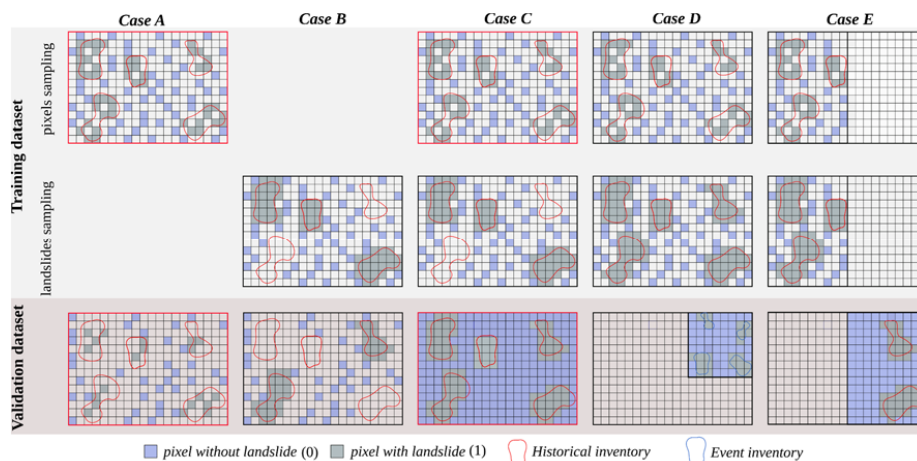 Case A
Case B
Case C
Case D
Case E
Training dataset
pixels sampling
landslides sampling
Validation dataset
pixel without landslide (0)
pixel with landslide (1)
Historical inventory
Event inventory